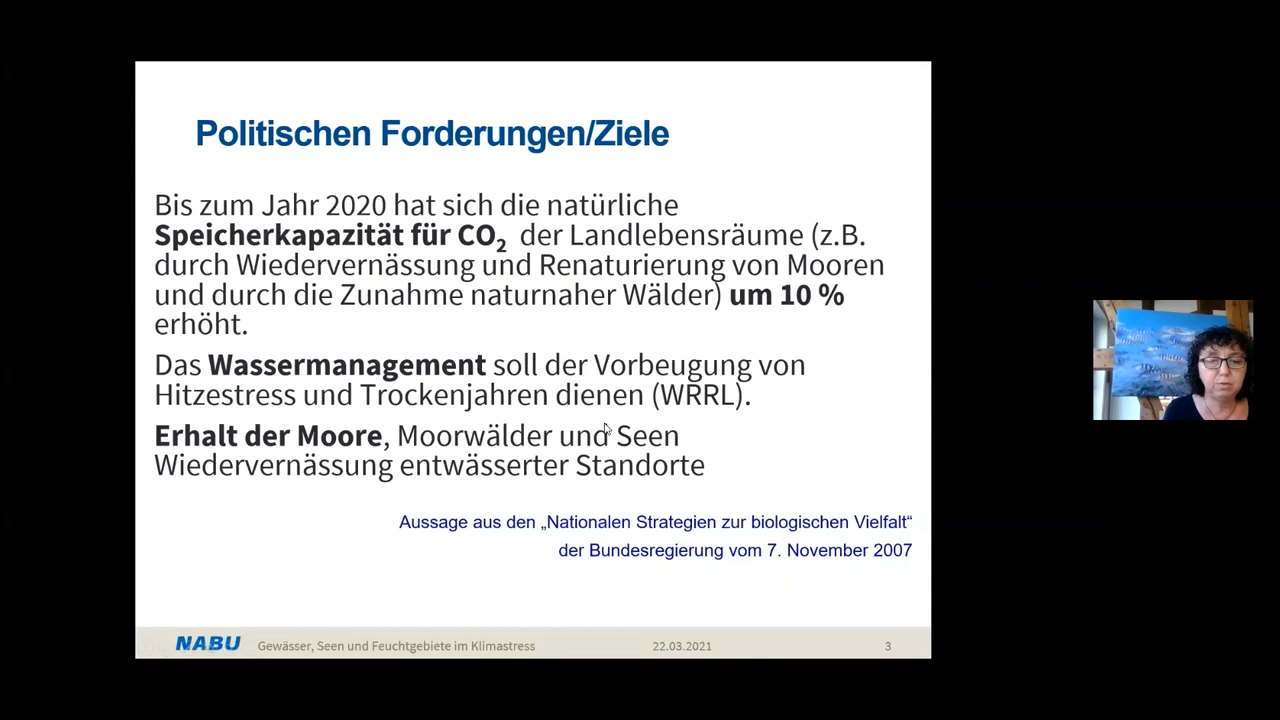 Politischen Forderungen/Ziele
Bis zum Jahr 2020 hat sich die natürliche
Speicherkapazität für CO₂ der Landlebensräume (z.B.
durch Wiedervernässung und Renaturierung von Mooren
und durch die Zunahme naturnaher Wälder) um 10 %
erhöht.
Das Wassermanagement soll der Vorbeugung von
Hitzestress und Trockenjahren dienen (WRRL).
Erhalt der Moore, Moorwälder und Seen
Wiedervernässung entwässerter Standorte
Aussage aus den „Nationalen Strategien zur biologischen Vielfalt“
der Bundesregierung vom 7. November 2007
NABU Gewässer, Seen und Feuchtgebiete im Klimastress 22.03.2021 3